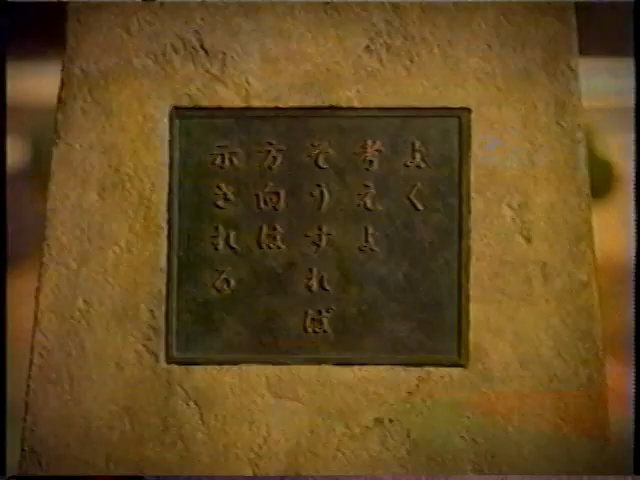 よく
考えよ
そうすれば
方向は
示される